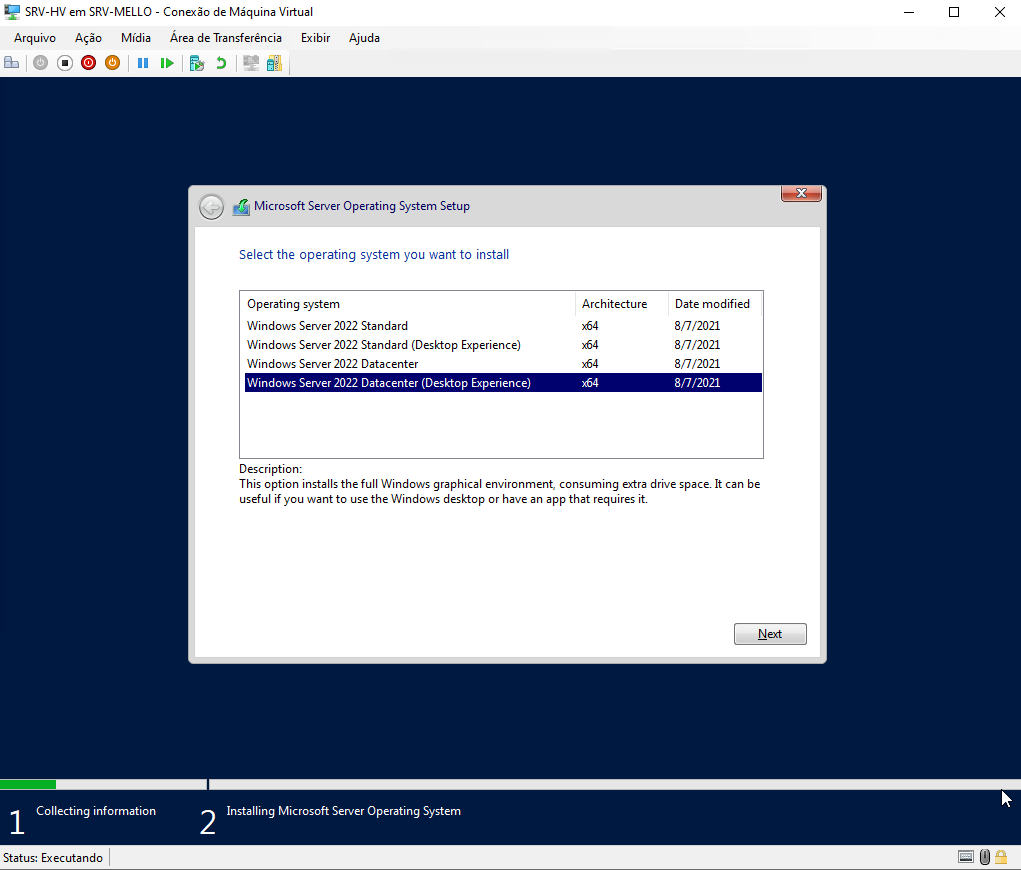 SRV-HV em SRV-MELLO - Conexão de Máquina Virtual
Arquivo Ação Mídia Área de Transferência Exibir Ajuda
Microsoft Server Operating System Setup
Select the operating system you want to install
Operating system Architecture Date modified
Windows Server 2022 Standard x64 8/7/2021
Windows Server 2022 Standard (Desktop Experience) x64 8/7/2021
Windows Server 2022 Datacenter x64 8/7/2021
Windows Server 2022 Datacenter (Desktop Experience) x64 8/7/2021
Description:
This option installs the full Windows graphical environment, consuming extra drive space. It can be
useful if you want to use the Windows desktop or have an app that requires it.
Next
1 Collecting information 2 Installing Microsoft Server Operating System
Status: Executando